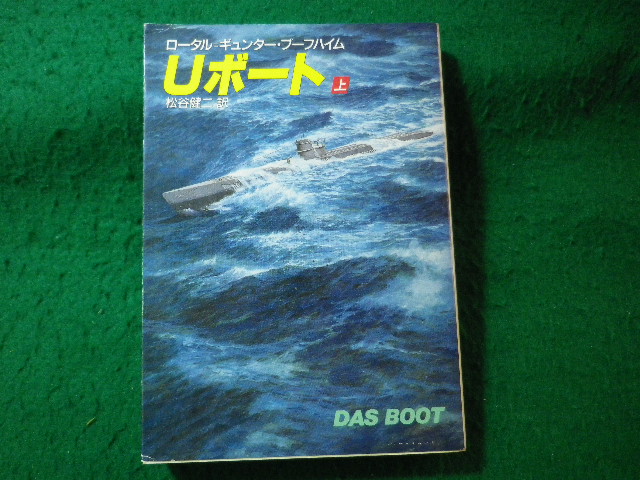 ロータル=ギュンター・ブーフハイム
Uボート 上
松谷健二 訳
DAS BOOT